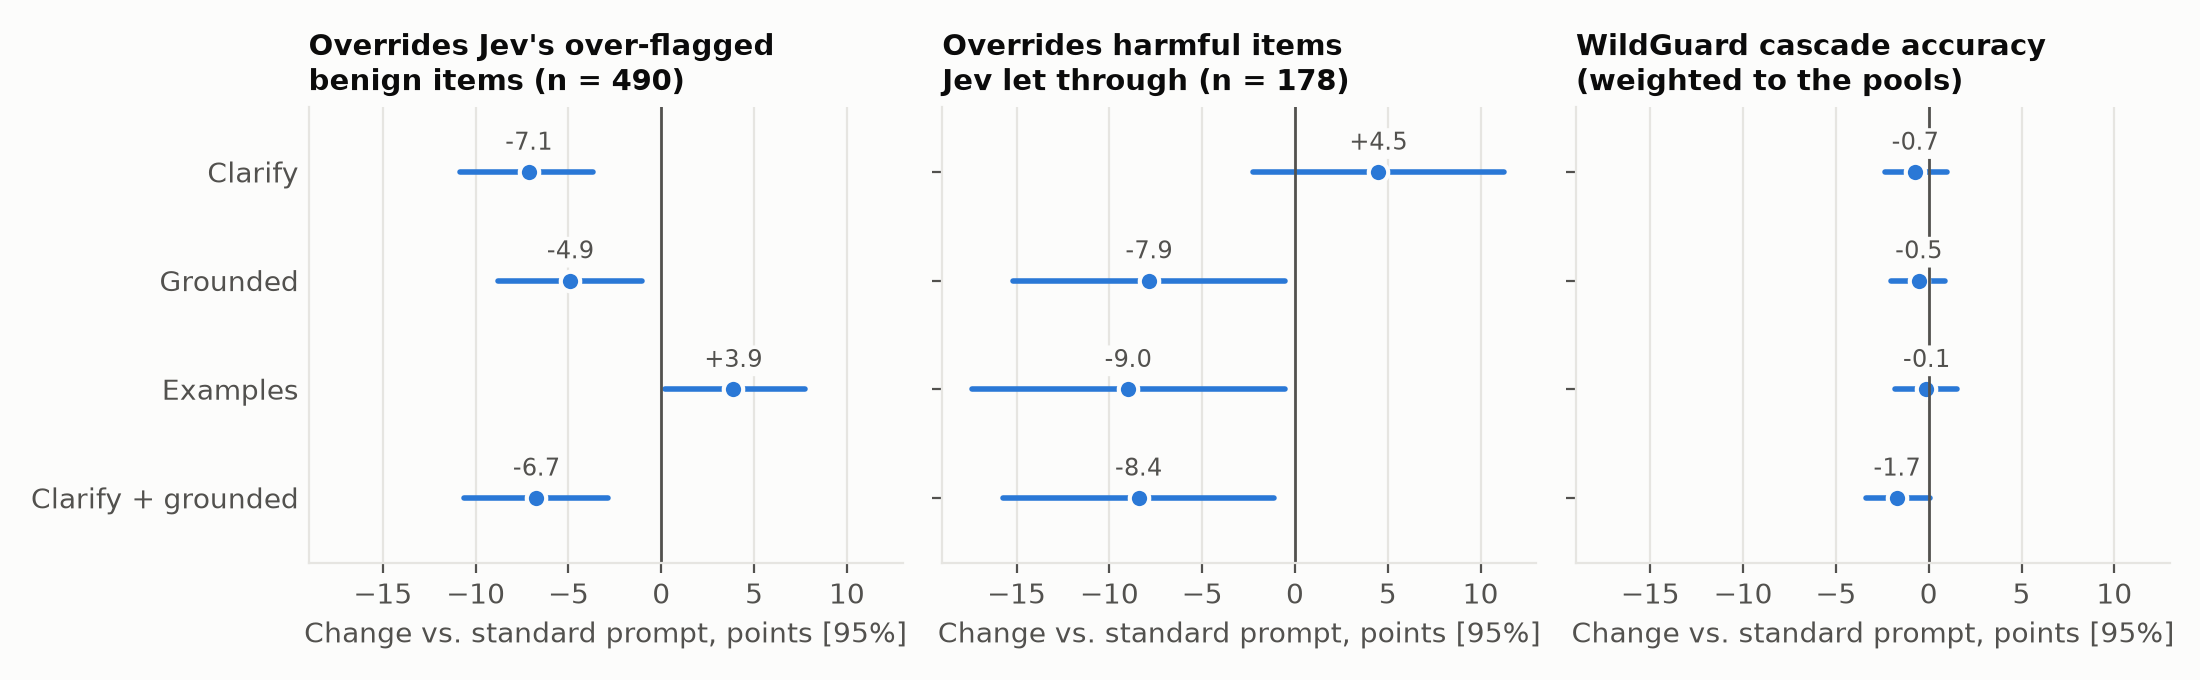 Overrides Jev's over-flagged
benign items (n = 490)
Overrides harmful items
Jev let through (n = 178)
WildGuard cascade accuracy
(weighted to the pools)
Clarify
-7.1
+4.5
-0.7
Grounded
-4.9
-7.9
-0.5
Examples
+3.9
-9.0
-0.1
Clarify + grounded
-6.7
-8.4
-1.7
−15 −10 −5 0 5 10
−15 −10 −5 0 5 10
−15 −10 −5 0 5 10
Change vs. standard prompt, points [95%]
Change vs. standard prompt, points [95%]
Change vs. standard prompt, points [95%]